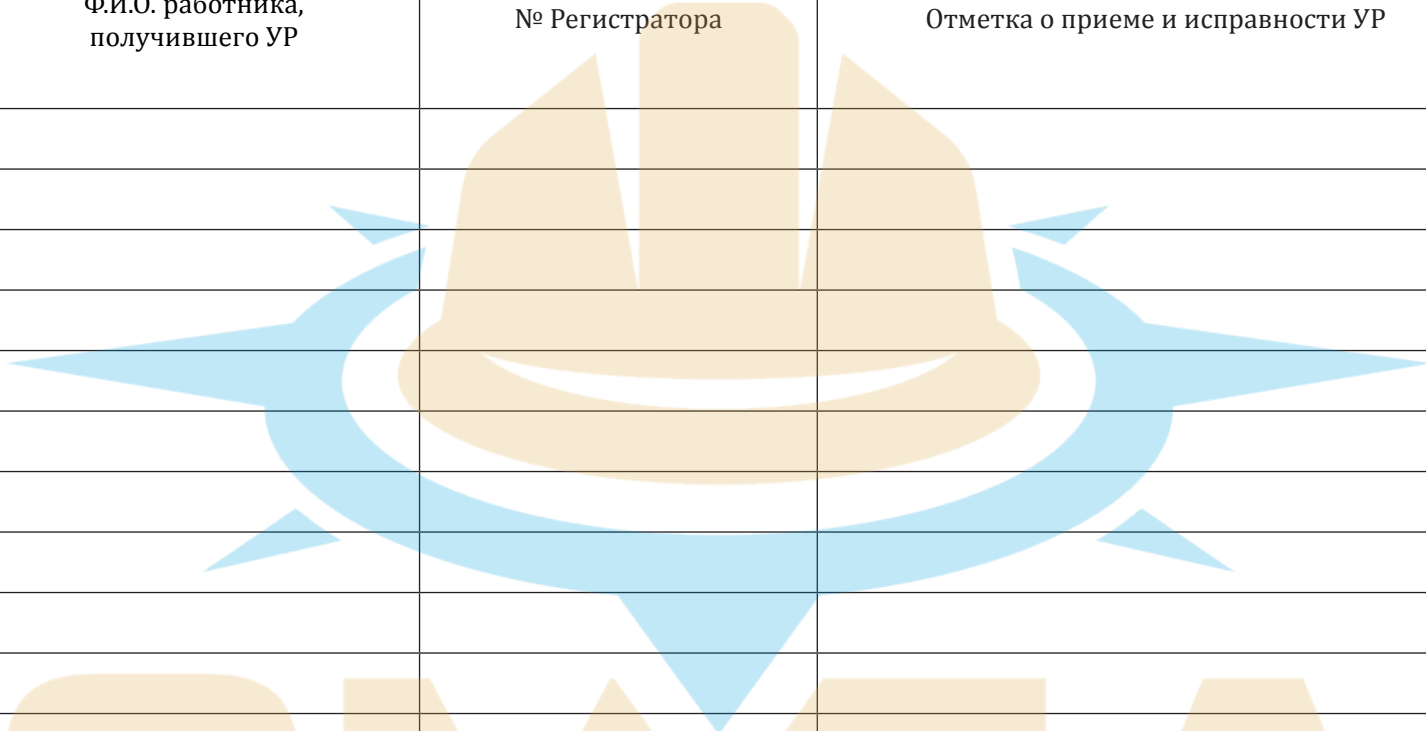 Ф.И.О. работника,
получившего УР
№ Регистратора
Отметка о приеме и исправности УР